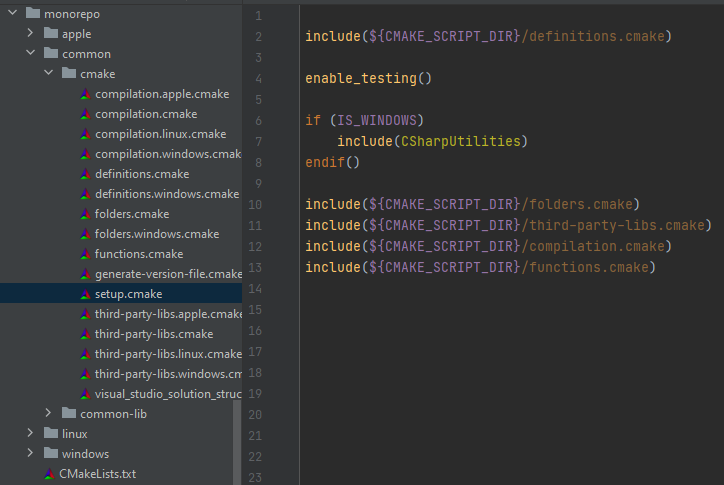 monorepo
apple
common
cmake
compilation.apple.cmake
compilation.cmake
compilation.linux.cmake
compilation.windows.cmak
definitions.cmake
definitions.windows.cmake
folders.cmake
folders.windows.cmake
functions.cmake
generate-version-file.cmake
setup.cmake
third-party-libs.apple.cmake
third-party-libs.cmake
third-party-libs.linux.cmake
third-party-libs.windows.cm
visual_studio_solution_struc
common-lib
linux
windows
CMakeLists.txt
1
2 include(${CMAKE_SCRIPT_DIR}/definitions.cmake)
3
4 enable_testing()
5
6 if (IS_WINDOWS)
7 include(CSharpUtilities)
8 endif()
9
10 include(${CMAKE_SCRIPT_DIR}/folders.cmake)
11 include(${CMAKE_SCRIPT_DIR}/third-party-libs.cmake)
12 include(${CMAKE_SCRIPT_DIR}/compilation.cmake)
13 include(${CMAKE_SCRIPT_DIR}/functions.cmake)
14
15
16
17
18
19
20
21
22
23